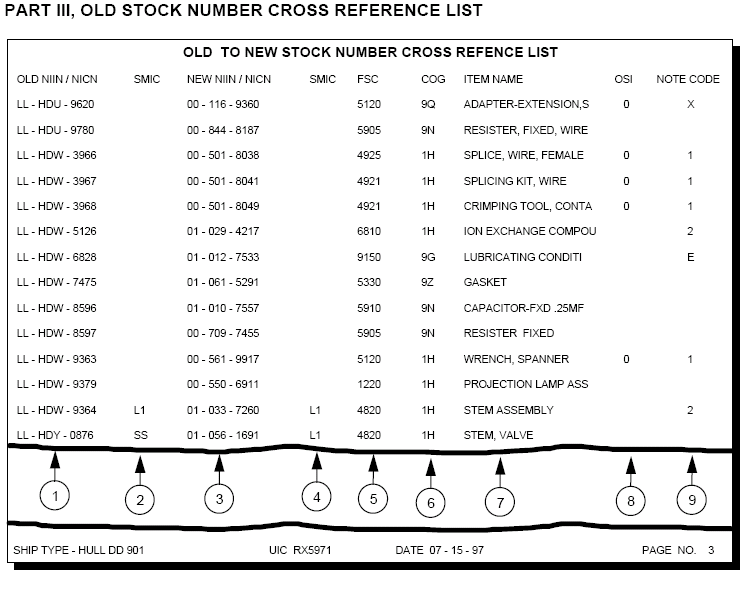 PART III, OLD STOCK NUMBER CROSS REFERENCE LIST
OLD TO NEW STOCK NUMBER CROSS REFENCE LIST
OLD NIIN / NICN SMIC NEW NIIN / NICN SMIC FSC COG ITEM NAME OSI NOTE CODE
LL - HDU - 9620 00 - 116 - 9360 5120 9Q ADAPTER-EXTENSION,S 0 X
LL - HDU - 9780 00 - 844 - 8187 5905 9N RESISTER, FIXED, WIRE
LL - HDW - 3966 00 - 501 - 8038 4925 1H SPLICE, WIRE, FEMALE 0 1
LL - HDW - 3967 00 - 501 - 8041 4921 1H SPLICING KIT, WIRE 0 1
LL - HDW - 3968 00 - 501 - 8049 4921 1H CRIMPING TOOL, CONTA 0 1
LL - HDW - 5126 01 - 029 - 4217 6810 1H ION EXCHANGE COMPOU 2
LL - HDW - 6828 01 - 012 - 7533 9150 9G LUBRICATING CONDITI E
LL - HDW - 7475 01 - 061 - 5291 5330 9Z GASKET
LL - HDW - 8596 01 - 010 - 7557 5910 9N CAPACITOR-FXD .25MF
LL - HDW - 8597 00 - 709 - 7455 5905 9N RESISTER FIXED
LL - HDW - 9363 00 - 561 - 9917 5120 1H WRENCH, SPANNER 0 1
LL - HDW - 9379 00 - 550 - 6911 1220 1H PROJECTION LAMP ASS
LL - HDW - 9364 L1 01 - 033 - 7260 L1 4820 1H STEM ASSEMBLY 2
LL - HDY - 0876 SS 01 - 056 - 1691 L1 4820 1H STEM, VALVE
1 2 3 4 5 6 7 8 9
SHIP TYPE - HULL DD 901 UIC RX5971 DATE 07 - 15 - 97 PAGE NO. 3